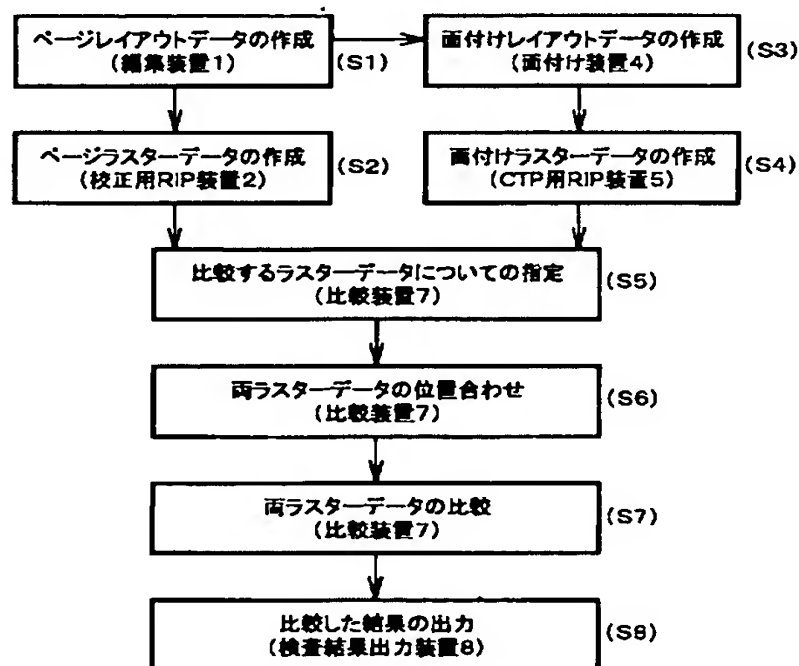 ページレイアウトデータの作成
(編集装置1)
(S1)
面付けレイアウトデータの作成
(面付け装置4)
(S3)
ページラスターデータの作成
(校正用RIP装置2)
(S2)
面付けラスターデータの作成
(CTP用RIP装置5)
(S4)
比較するラスターデータについての指定
(比較装置7)
(S5)
両ラスターデータの位置合わせ
(比較装置7)
(S6)
両ラスターデータの比較
(比較装置7)
(S7)
比較した結果の出力
(検査結果出力装置8)
(S8)